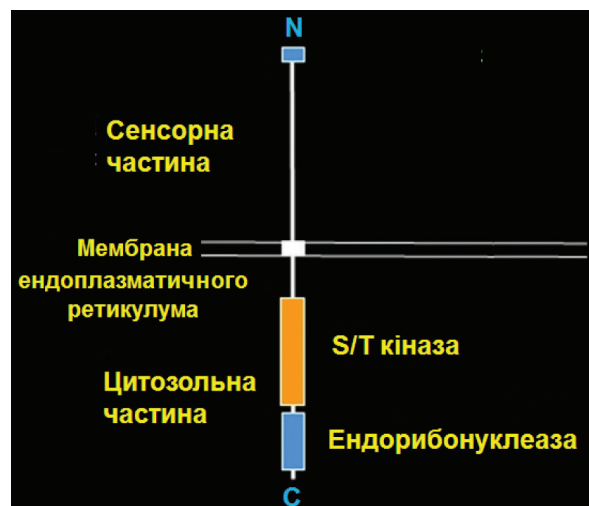 N
Сенсорна
частина
Мембрана
ендоплазматичного
ретикулума
S/T кіназа
Цитозольна
частина
Ендорибонуклеаза
C